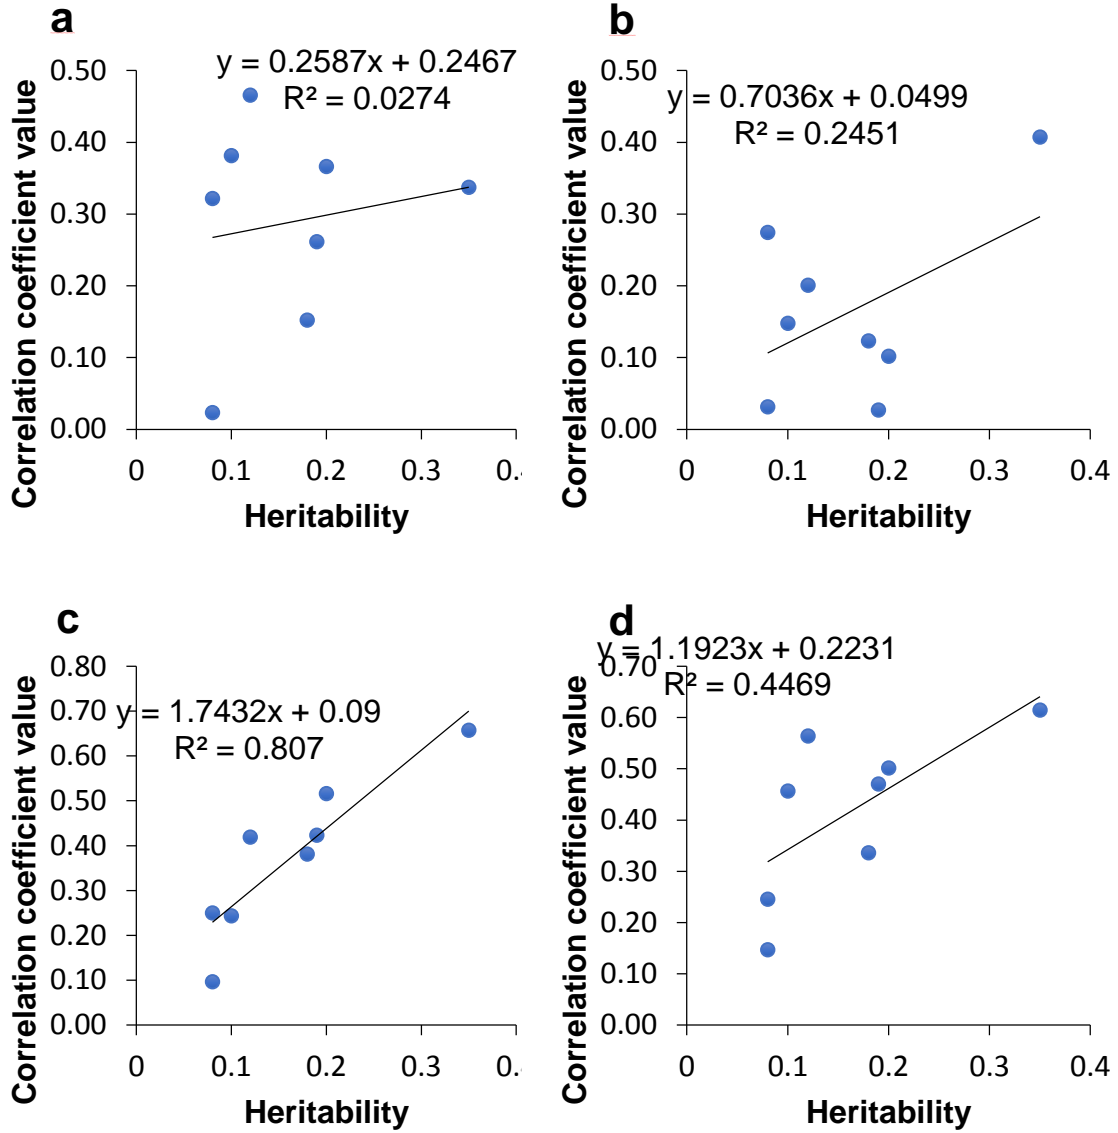 a
y = 0.2587x + 0.2467
R² = 0.0274
Correlation coefficient value
0.50
0.40
0.30
0.20
0.10
0.00
0 0.1 0.2 0.3
Heritability
b
y = 0.7036x + 0.0499
R² = 0.2451
Correlation coefficient value
0.50
0.40
0.30
0.20
0.10
0.00
0 0.1 0.2 0.3 0.4
Heritability
c
y = 1.7432x + 0.09
R² = 0.807
Correlation coefficient value
0.80
0.70
0.60
0.50
0.40
0.30
0.20
0.10
0.00
0 0.1 0.2 0.3
Heritability
d
y = 1.1923x + 0.2231
R² = 0.4469
Correlation coefficient value
0.70
0.60
0.50
0.40
0.30
0.20
0.10
0.00
0 0.1 0.2 0.3 0.4
Heritability